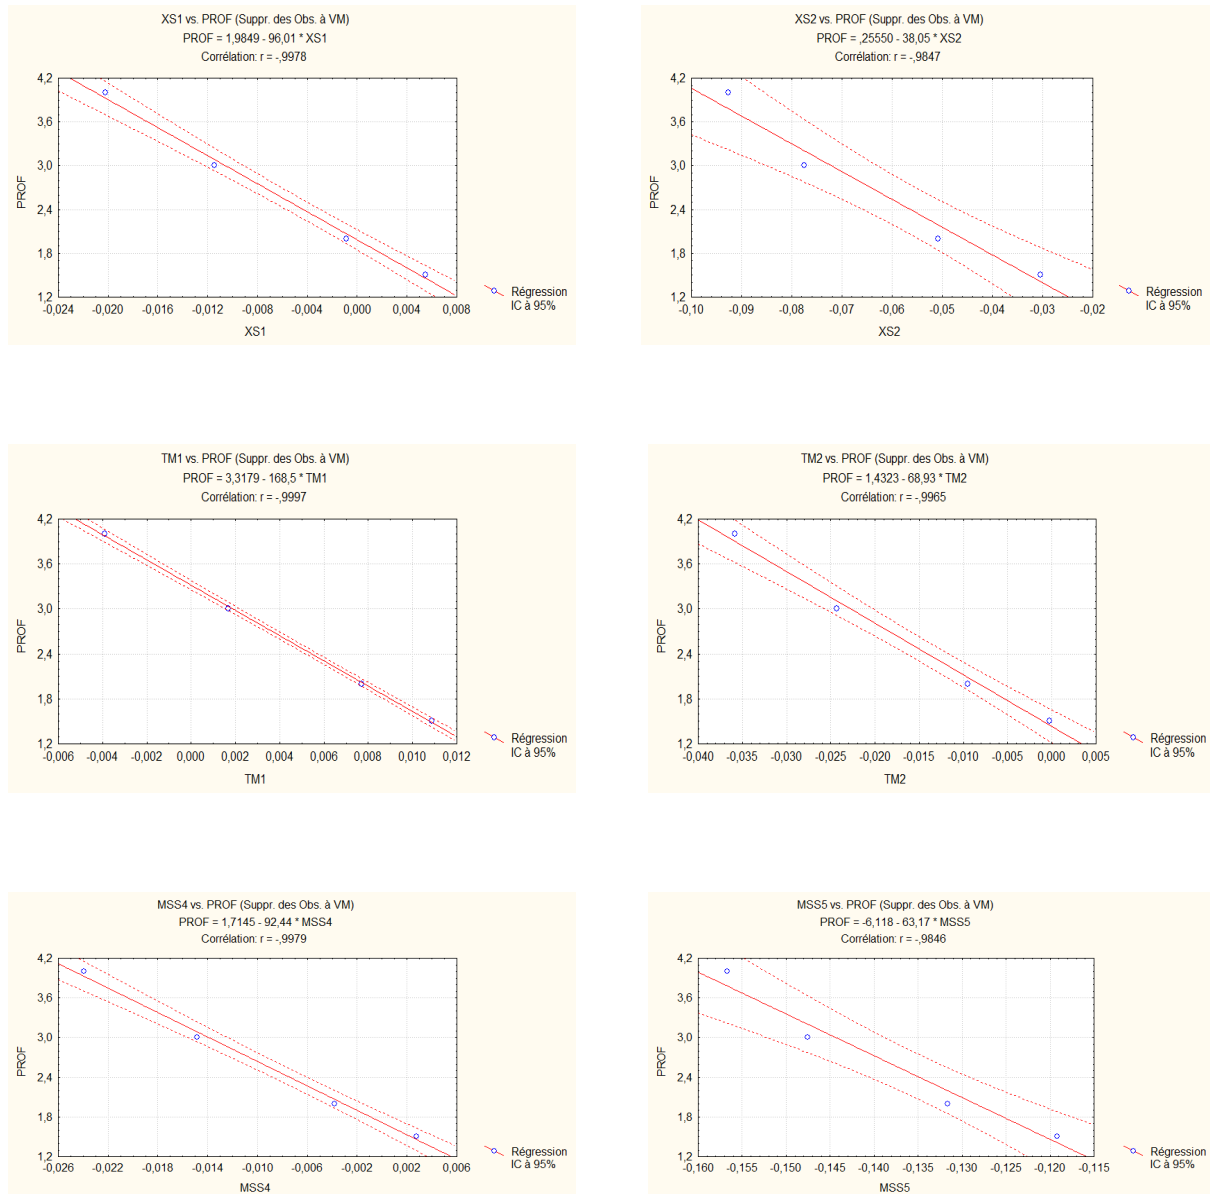 XS1 vs. PROF (Suppr. des Obs. à VM)
PROF = 1,9849 - 96,01 * XS1
Corrélation: r = -,9978
4,2
3,6
3,0
2,4
1,8
1,2
PROF
-0,024 -0,020 -0,016 -0,012 -0,008 -0,004 0,000 0,004 0,008
XS1
Régression
IC à 95%
XS2 vs. PROF (Suppr. des Obs. à VM)
PROF = ,25550 - 38,05 * XS2
Corrélation: r = -,9847
4,2
3,6
3,0
2,4
1,8
1,2
PROF
-0,10 -0,09 -0,08 -0,07 -0,06 -0,05 -0,04 -0,03 -0,02
XS2
Régression
IC à 95%
TM1 vs. PROF (Suppr. des Obs. à VM)
PROF = 3,3179 - 168,5 * TM1
Corrélation: r = -,9997
4,2
3,6
3,0
2,4
1,8
1,2
PROF
-0,006 -0,004 -0,002 0,000 0,002 0,004 0,006 0,008 0,010 0,012
TM1
Régression
IC à 95%
TM2 vs. PROF (Suppr. des Obs. à VM)
PROF = 1,4323 - 68,93 * TM2
Corrélation: r = -,9965
4,2
3,6
3,0
2,4
1,8
1,2
PROF
-0,040 -0,035 -0,030 -0,025 -0,020 -0,015 -0,010 -0,005 0,000 0,005
TM2
Régression
IC à 95%
MSS4 vs. PROF (Suppr. des Obs. à VM)
PROF = 1,7145 - 92,44 * MSS4
Corrélation: r = -,9979
4,2
3,6
3,0
2,4
1,8
1,2
PROF
-0,026 -0,022 -0,018 -0,014 -0,010 -0,006 -0,002 0,002 0,006
MSS4
Régression
IC à 95%
MSS5 vs. PROF (Suppr. des Obs. à VM)
PROF = -6,118 - 63,17 * MSS5
Corrélation: r = -,9846
4,2
3,6
3,0
2,4
1,8
1,2
PROF
-0,160 -0,155 -0,150 -0,145 -0,140 -0,135 -0,130 -0,125 -0,120 -0,115
MSS5
Régression
IC à 95%